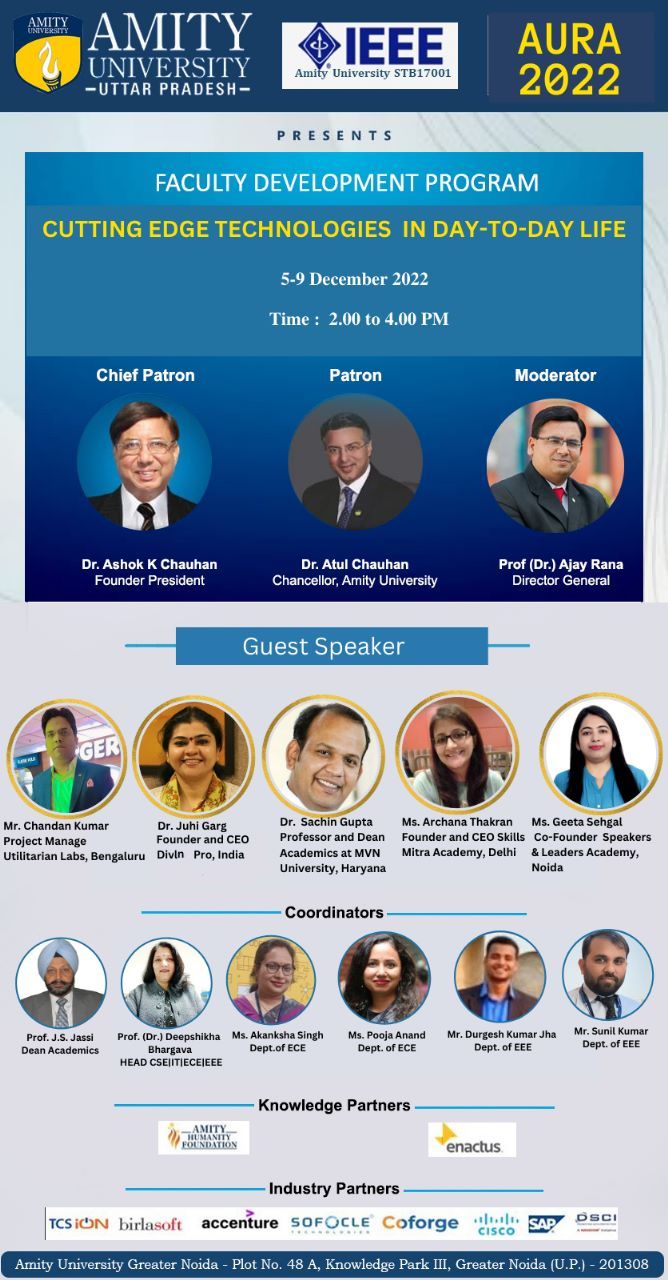 AMITY
UNIVERSITY
AMITY
UNIVERSITY
UTTAR PRADESH
IEEE
Amity University STB17001
AURA
2022
PRESENTS
FACULTY DEVELOPMENT PROGRAM
CUTTING EDGE TECHNOLOGIES IN DAY-TO-DAY LIFE
5-9 December 2022
Time : 2.00 to 4.00 PM
Chief Patron
Patron
Moderator
Dr. Ashok K Chauhan
Founder President
Dr. Atul Chauhan
Chancellor, Amity University
Prof (Dr.) Ajay Rana
Director General
Guest Speaker
GER
Mr. Chandan Kumar
Project Manage
Utilitarian Labs, Bengaluru
Dr. Juhi Garg
Founder and CEO
DivIn Pro, India
Dr. Sachin Gupta
Professor and Dean
Academics at MVN
University, Haryana
Ms. Archana Thakran
Founder and CEO Skills
Mitra Academy, Delhi
Ms. Geeta Sehgal
Co-Founder Speakers
& Leaders Academy,
Noida
Coordinators
Prof. J.S. Jassi
Dean Academics
Prof. (Dr.) Deepshikha
Bhargava
HEAD CSE|IT|ECE|EEE
Ms. Akanksha Singh
Dept.of ECE
Ms. Pooja Anand
Dept. of ECE
Mr. Durgesh Kumar Jha
Dept. of EEE
Mr. Sunil Kumar
Dept. of EEE
Knowledge Partners
AMITY
HUMANITY
FOUNDATION
enactus
Industry Partners
TCS iON
birlasoft
accenture
SOFOCLE
TECHNOLOGIES
Coforge
CISCO
SAP
DSCI
Amity University Greater Noida - Plot No. 48 A, Knowledge Park III, Greater Noida (U.P.) - 201308